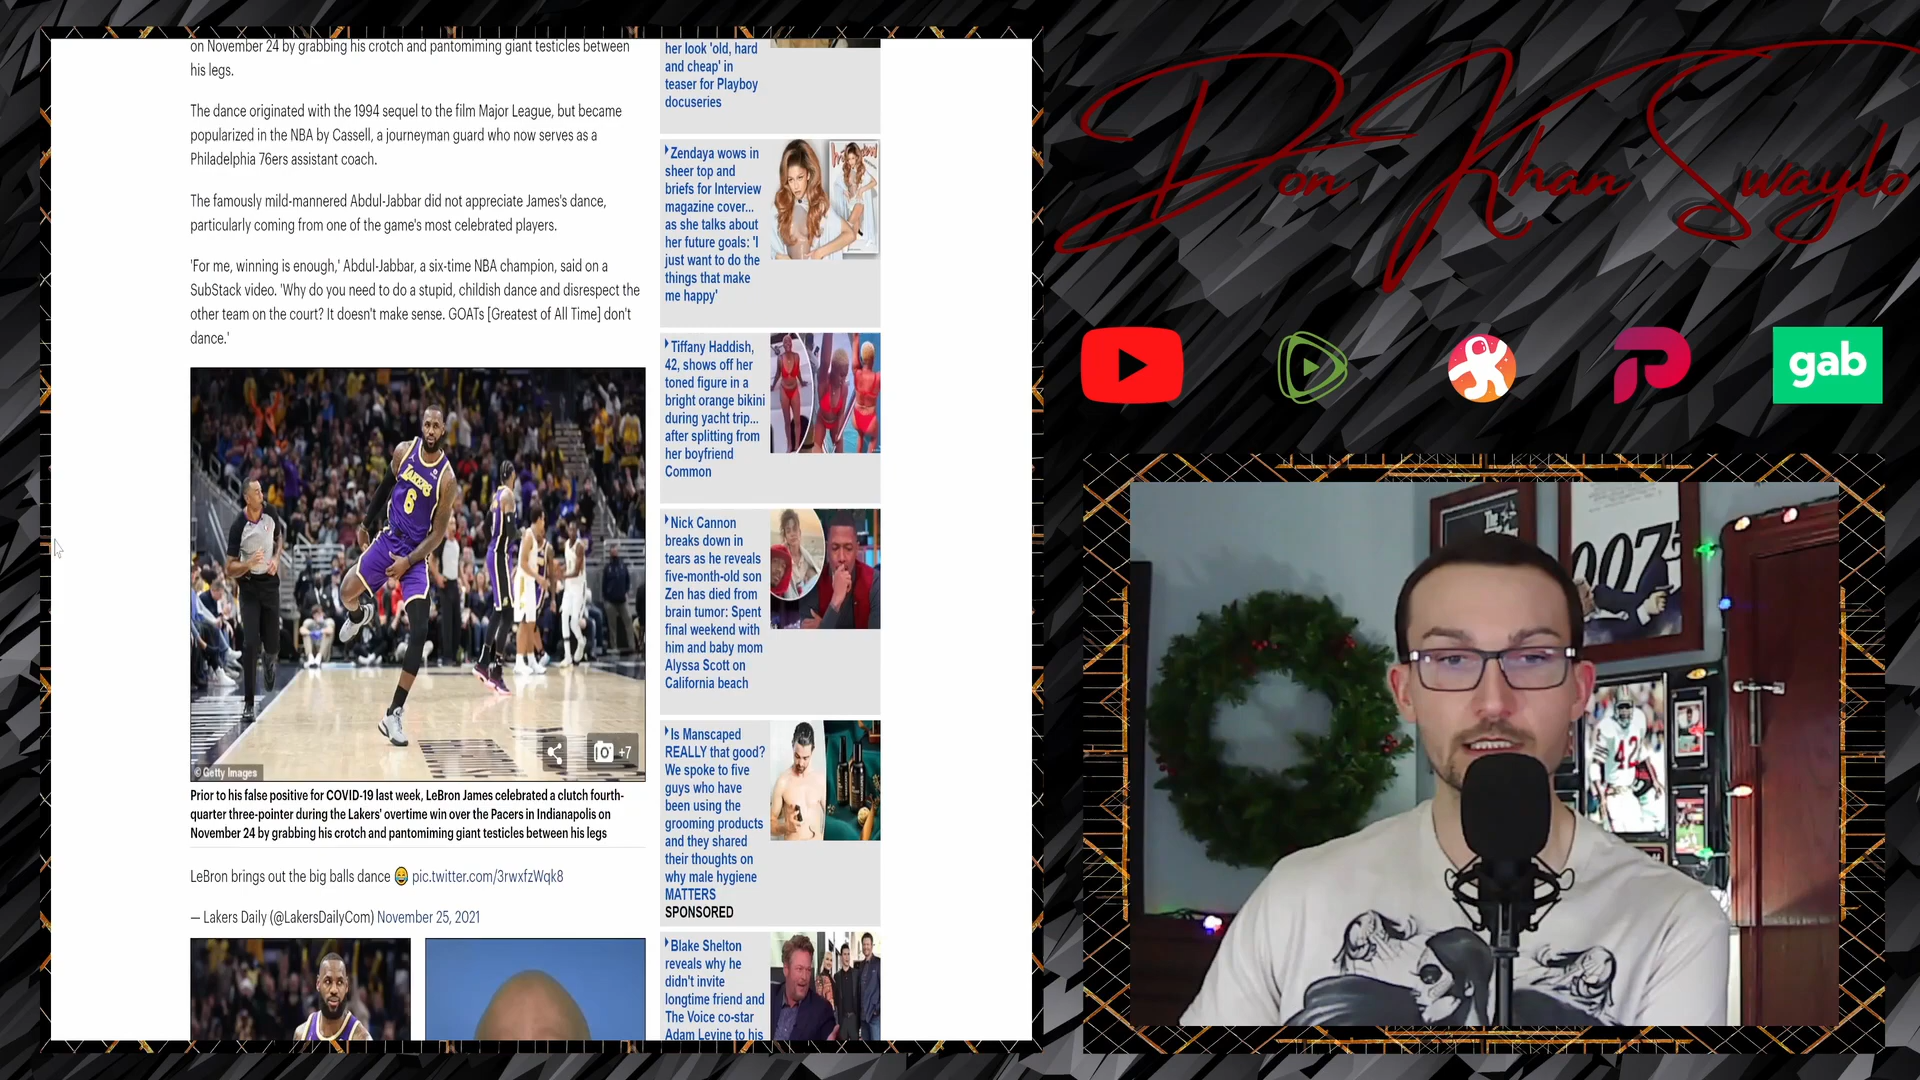 on November 24 by grabbing his crotch and pantomiming giant testicles between
his legs.
The dance originated with the 1994 sequel to the film Major League, but became
popularized in the NBA by Cassell, a journeyman guard who now serves as a
Philadelphia 76ers assistant coach.
The famously mild-mannered Abdul-Jabbar did not appreciate James's dance,
particularly coming from one of the game's most celebrated players.
'For me, winning is enough,' Abdul-Jabbar, a six-time NBA champion, said on a
SubStack video. 'Why do you need to do a stupid, childish dance and disrespect the
other team on the court? It doesn't make sense. GOATs [Greatest of All Time] don't
dance.'
LAKERS
6
+7
© Getty Images
Prior to his false positive for COVID-19 last week, LeBron James celebrated a clutch fourth-
quarter three-pointer during the Lakers' overtime win over the Pacers in Indianapolis on
November 24 by grabbing his crotch and pantomiming giant testicles between his legs
LeBron brings out the big balls dance 😂 pic.twitter.com/3rwxfzWqk8
— Lakers Daily (@LakersDailyCom) November 25, 2021
her look 'old, hard
and cheap' in
teaser for Playboy
docuseries
Zendaya wows in
sheer top and
briefs for Interview
magazine cover...
as she talks about
her future goals: 'I
just want to do the
things that make
me happy'
Tiffany Haddish,
42, shows off her
toned figure in a
bright orange bikini
during yacht trip...
after splitting from
her boyfriend
Common
Nick Cannon
breaks down in
tears as he reveals
five-month-old son
Zen has died from
brain tumor: Spent
final weekend with
him and baby mom
Alyssa Scott on
California beach
Is Manscaped
REALLY that good?
We spoke to five
guys who have
been using the
grooming products
and they shared
their thoughts on
why male hygiene
MATTERS
SPONSORED
Blake Shelton
reveals why he
didn't invite
longtime friend and
The Voice co-star
Adam Levine to his
Don Khan Swaylo
gab
007
42